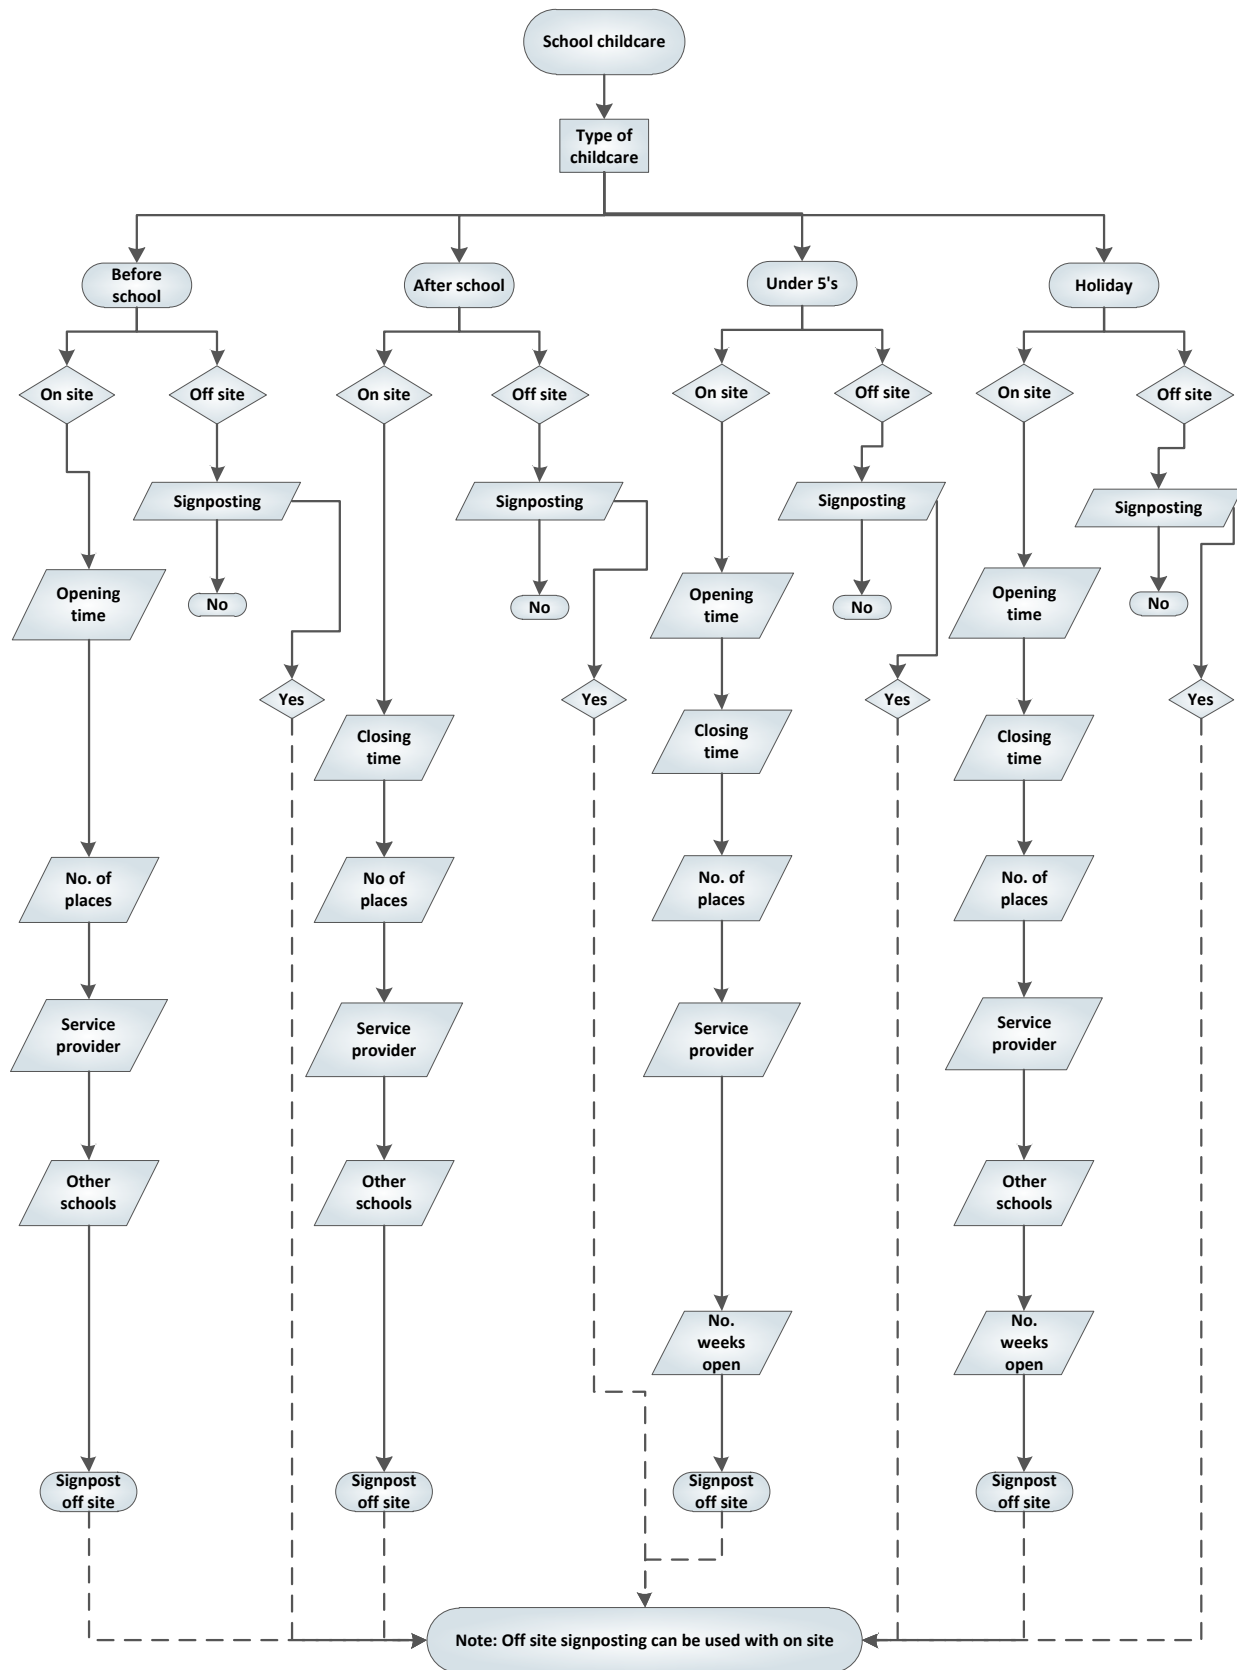 School childcare
Type of
childcare
Before
school
After school
Under 5's
Holiday
On site
Off site
On site
Off site
On site
Off site
On site
Off site
Signposting
Signposting
Signposting
Signposting
Opening
time
No
No
Opening
time
No
Opening
time
No
Yes
Yes
Yes
Yes
Closing
time
Closing
time
Closing
time
No. of
places
No of
places
No. of
places
No. of
places
Service
provider
Service
provider
Service
provider
Service
provider
Other
schools
Other
schools
Other
schools
No.
weeks
open
No.
weeks
open
Signpost
off site
Signpost
off site
Signpost
off site
Signpost
off site
Note: Off site signposting can be used with on site